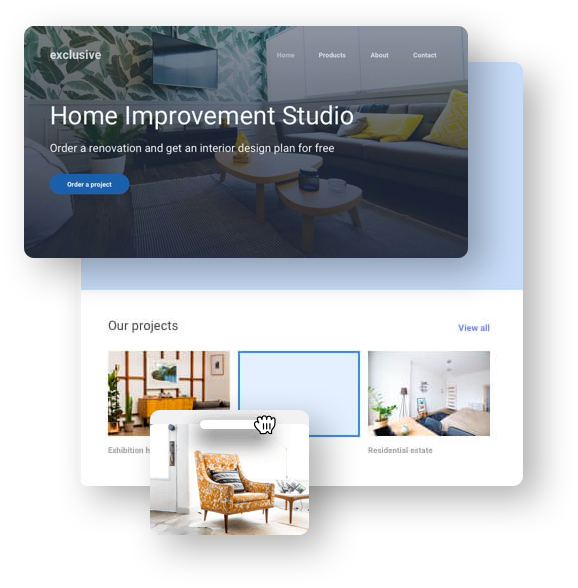 exclusive
Home Products About Contact
Home Improvement Studio
Order a renovation and get an interior design plan for free
Order a project
Our projects
View all
Exhibition
Residential estate